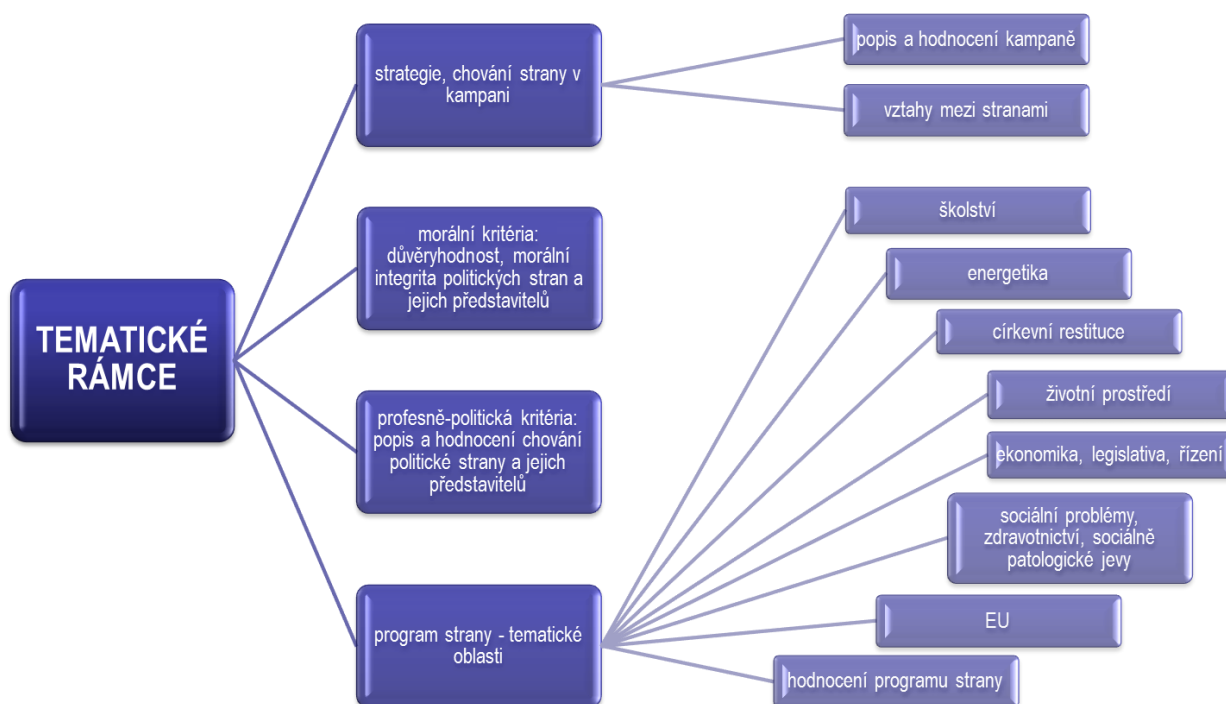 TEMATICKÉ
RÁMCE
strategie, chování strany v
kampani
popis a hodnocení kampaně
vztahy mezi stranami
morální kritéria:
důvěryhodnost, morální
integrita politických stran a
jejich představitelů
profesně-politická kritéria:
popis a hodnocení chování
politické strany a jejich
představitelů
program strany - tematické
oblasti
školství
energetika
církevní restituce
životní prostředí
ekonomika, legislativa, řízení
sociální problémy,
zdravotnictví, sociálně
patologické jevy
EU
hodnocení programu strany